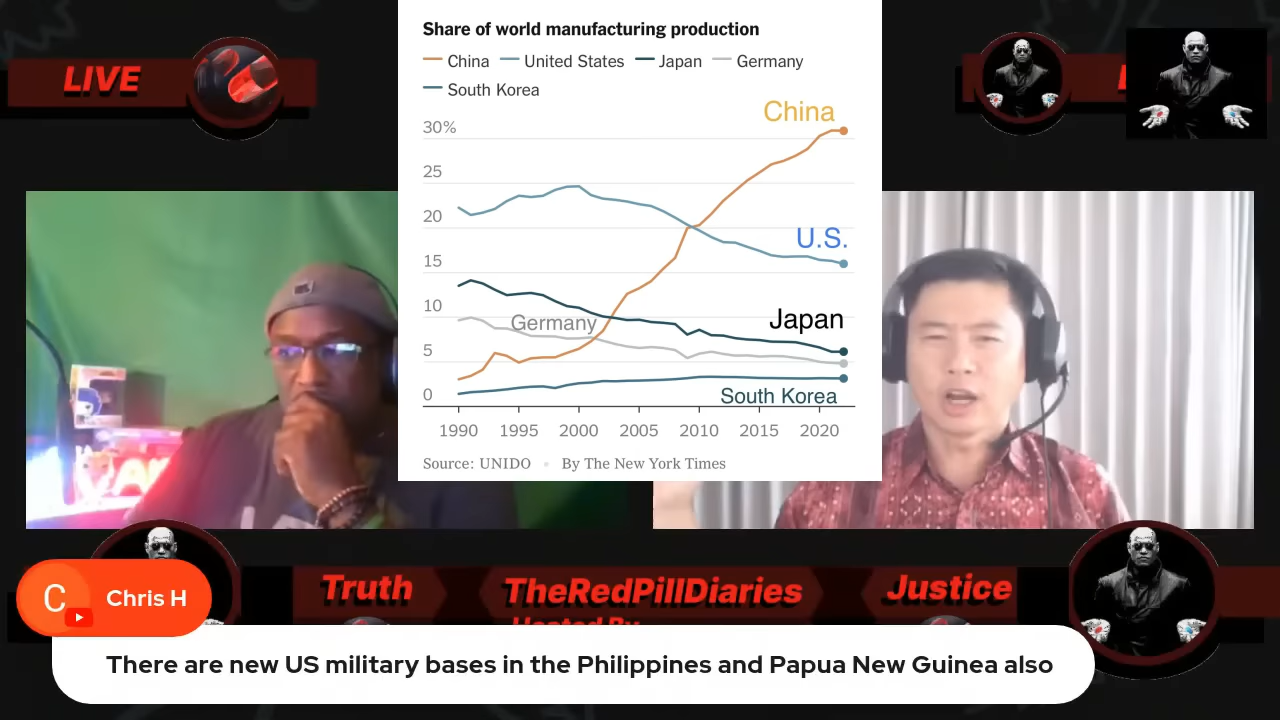 Share of world manufacturing production
China United States Japan Germany
South Korea
China
30%
25
20
U.S.
15
10
Germany
Japan
5
0
South Korea
1990 1995 2000 2005 2010 2015 2020
Source: UNIDO • By The New York Times
LIVE
Truth
TheRedPillDiaries
Justice
Hosted By
C Chris H
There are new US military bases in the Philippines and Papua New Guinea also